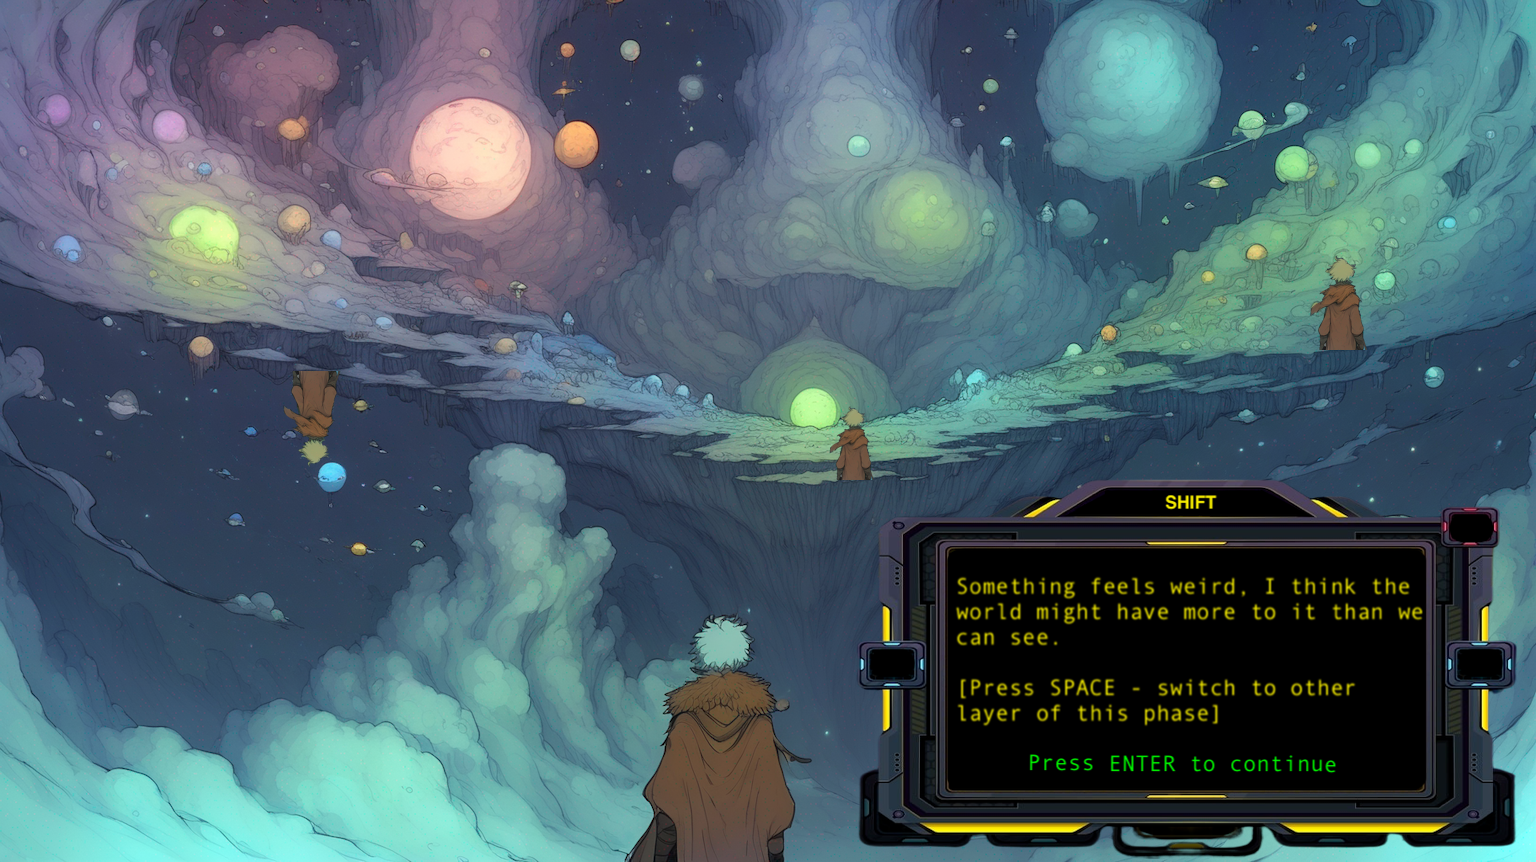 SHIFT
Something feels weird, I think the
world might have more to it than we
can see.
[Press SPACE - switch to other
layer of this phase]
Press ENTER to continue